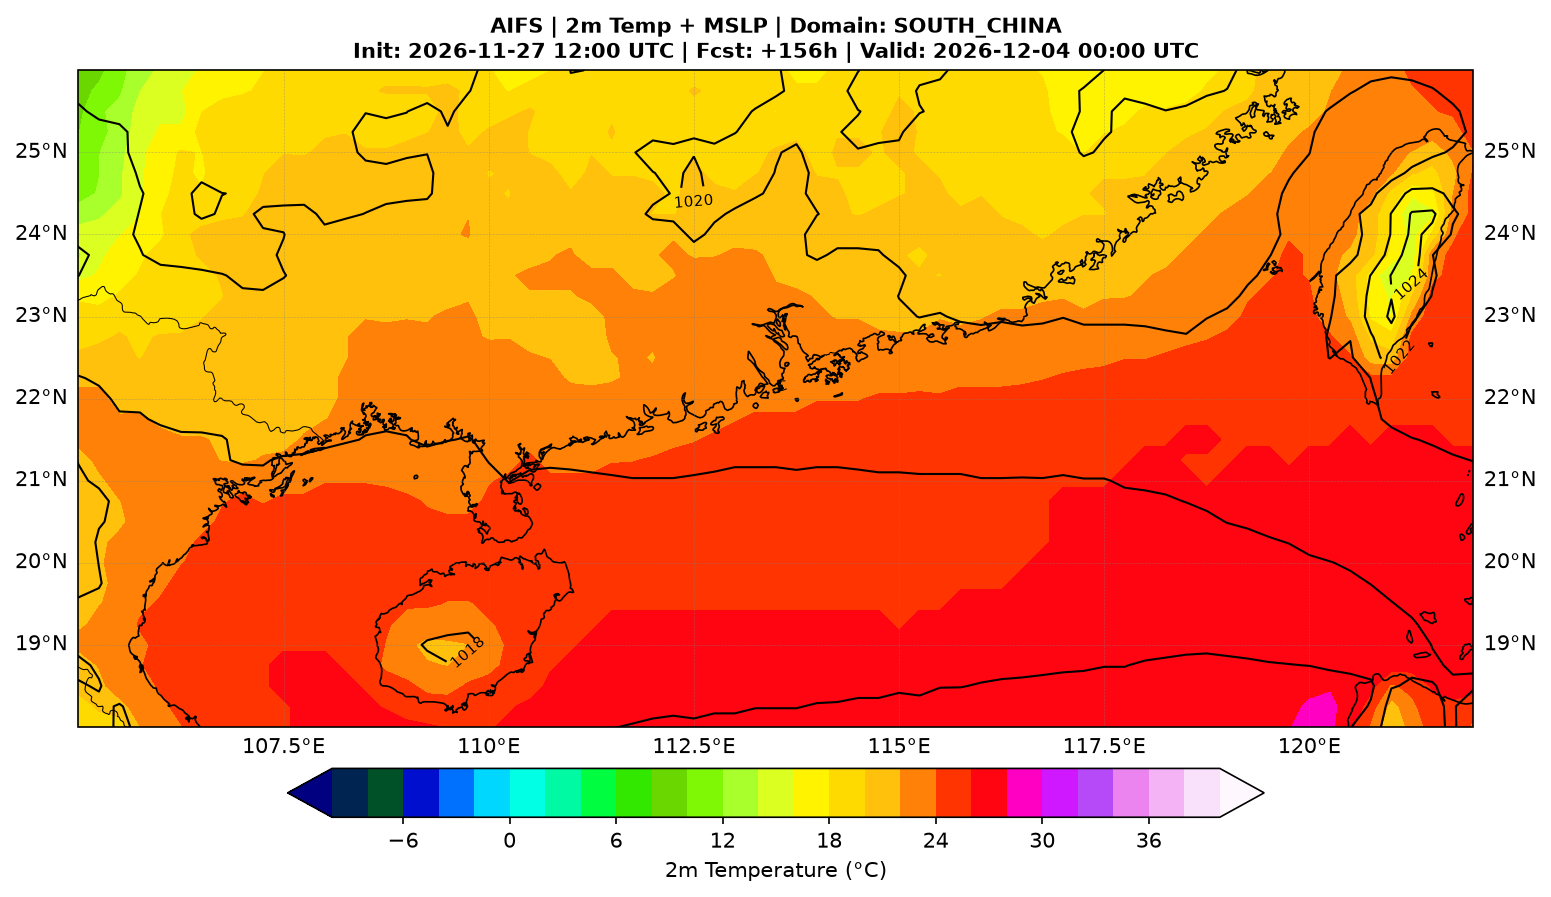 AIFS | 2m Temp + MSLP | Domain: SOUTH_CHINA
Init: 2026-11-27 12:00 UTC | Fcst: +156h | Valid: 2026-12-04 00:00 UTC
25°N 25°N
1020
24°N 24°N
1024
23°N 23°N
1022
22°N 22°N
21°N 21°N
20°N 20°N
19°N 1018 19°N
107.5°E 110°E 112.5°E 115°E 117.5°E 120°E
−6 0 6 12 18 24 30 36
2m Temperature (°C)